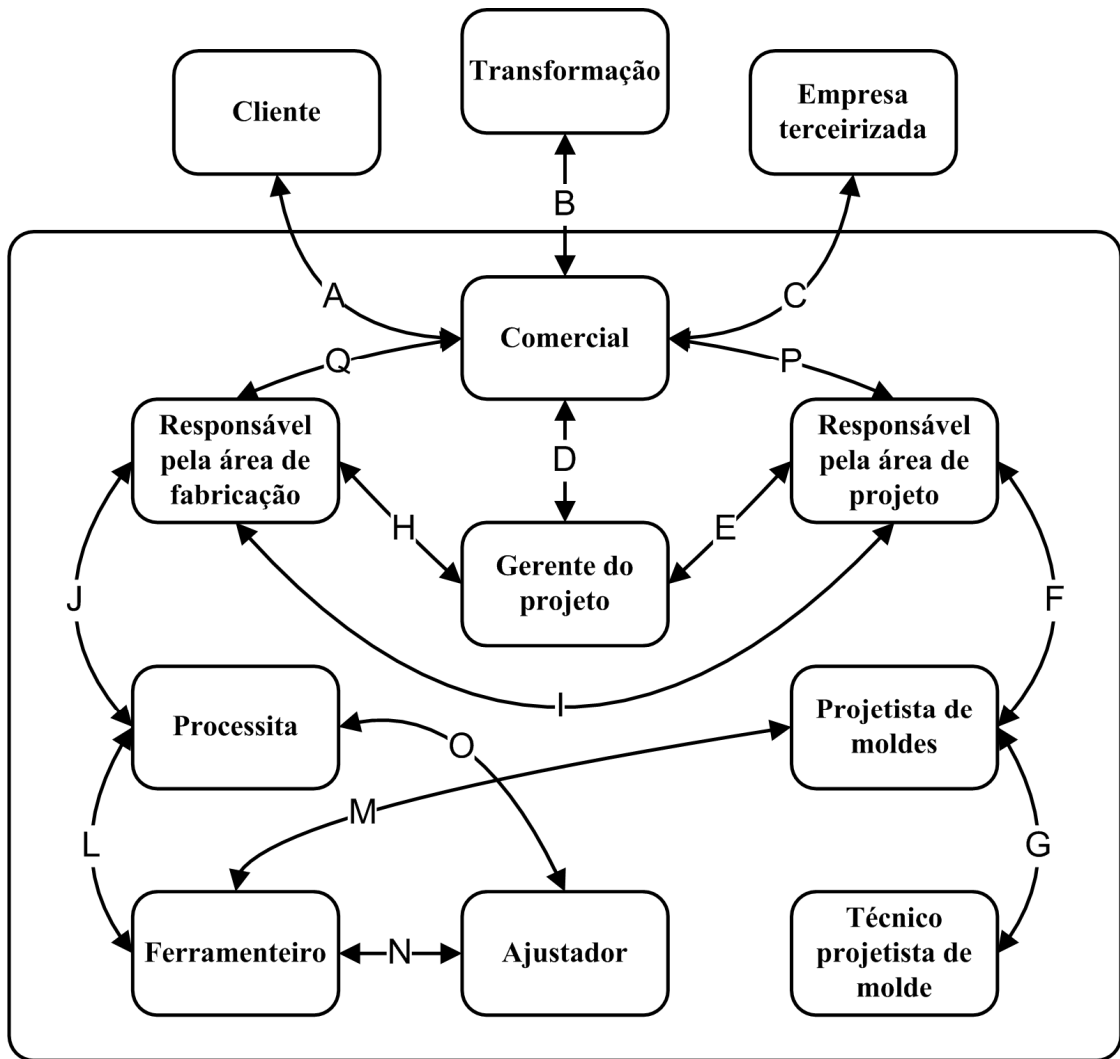 Transformação
Cliente
Empresa
terceirizada
B
A
C
Comercial
Q
P
Responsável
pela área de
fabricação
D
Responsável
pela área de
projeto
H
E
Gerente do
projeto
J
F
I
Processita
Projetista de
moldes
O
M
L
G
Ferramenteiro
N
Ajustador
Técnico
projetista de
molde